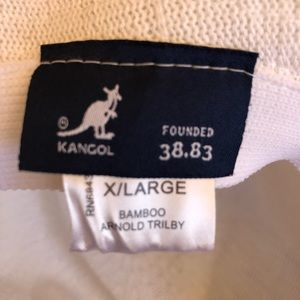 KANGOL
FOUNDED
38.83
X/LARGE
BAMBOO
ARNOLD TRILBY